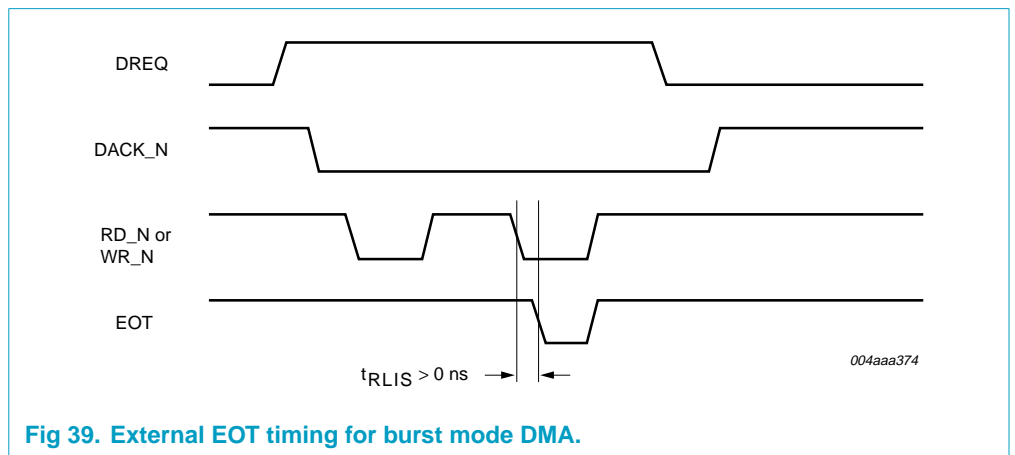 DREQ
DACK_N
RD_N or
WR_N
EOT
004aaa374
tRLIS > 0 ns
Fig 39. External EOT timing for burst mode DMA.